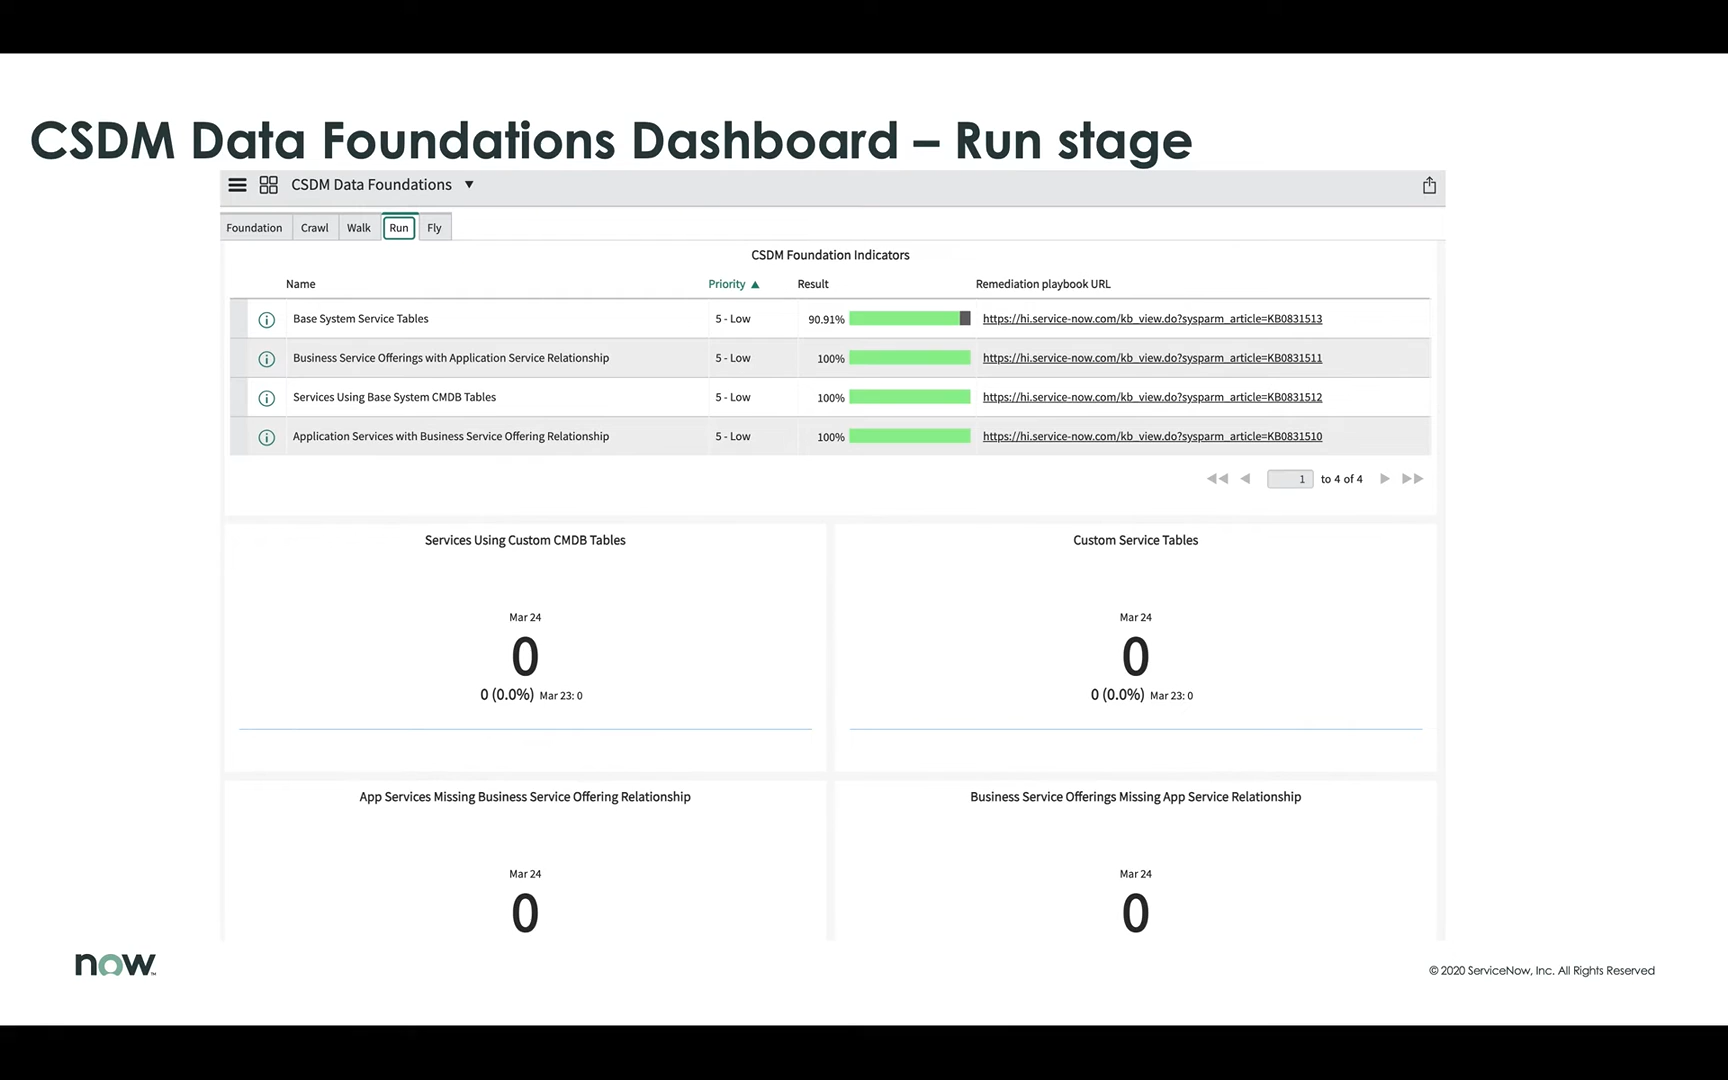 CSDM Data Foundations Dashboard – Run stage
CSDM Data Foundations
Foundation Crawl Walk Run Fly
CSDM Foundation Indicators
Name Priority Result Remediation playbook URL
Base System Service Tables 5 - Low 90.91% https://hi.service-now.com/kb_view.do?sysparm_article=KB0831513
Business Service Offerings with Application Service Relationship 5 - Low 100% https://hi.service-now.com/kb_view.do?sysparm_article=KB0831511
Services Using Base System CMDB Tables 5 - Low 100% https://hi.service-now.com/kb_view.do?sysparm_article=KB0831512
Application Services with Business Service Offering Relationship 5 - Low 100% https://hi.service-now.com/kb_view.do?sysparm_article=KB0831510
1 to 4 of 4
Services Using Custom CMDB Tables
Mar 24
0
0 (0.0%) Mar 23: 0
Custom Service Tables
Mar 24
0
0 (0.0%) Mar 23: 0
App Services Missing Business Service Offering Relationship
Mar 24
0
Business Service Offerings Missing App Service Relationship
Mar 24
0
now™
© 2020 ServiceNow, Inc. All Rights Reserved